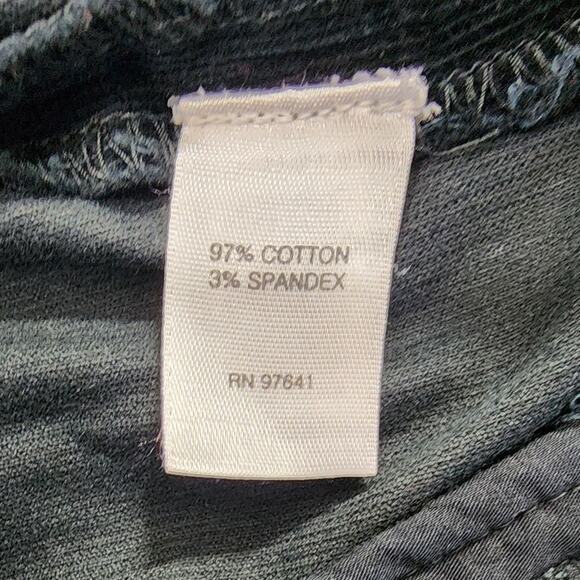 97% COTTON
3% SPANDEX
RN 97641